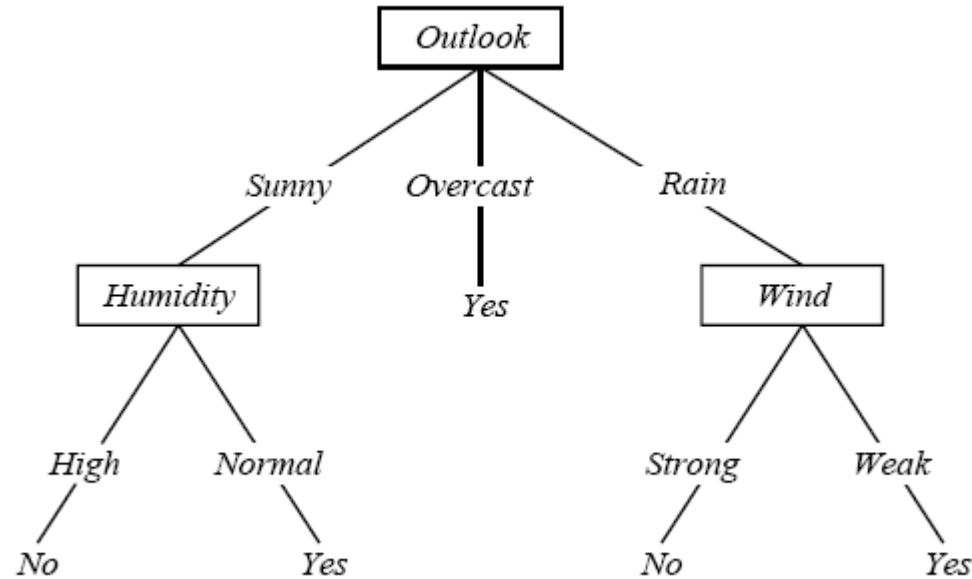 Outlook
Sunny Overcast Rain
Humidity Yes Wind
High Normal Strong Weak
No Yes No Yes